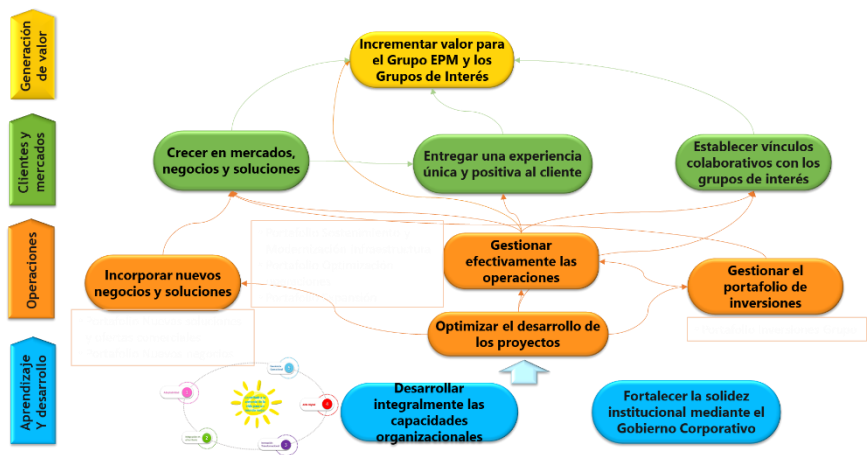 Generación
de valor
Incrementar valor para
el Grupo EPM y los
Grupos de Interés
Clientes y
mercados
Crecer en mercados,
negocios y soluciones
Entregar una experiencia
única y positiva al cliente
Establecer vínculos
colaborativos con los
grupos de interés
Operaciones
Incorporar nuevos
negocios y soluciones
Gestionar
efectivamente las
operaciones
Gestionar el
portafolio de
inversiones
Optimizar el desarrollo de
los proyectos
Aprendizaje
Y desarrollo
Desarrollar
integralmente las
capacidades
organizacionales
Fortalecer la solidez
institucional mediante el
Gobierno Corporativo